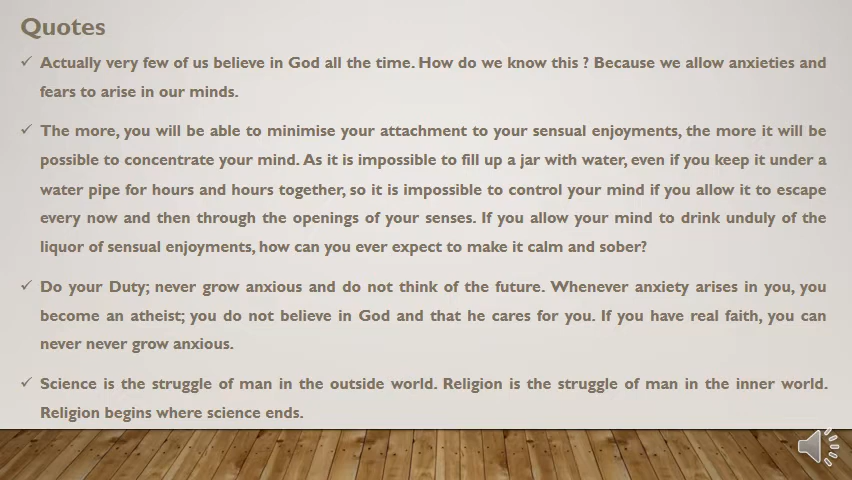 Quotes
✓ Actually very few of us believe in God all the time. How do we know this ? Because we allow anxieties and
fears to arise in our minds.
✓ The more, you will be able to minimise your attachment to your sensual enjoyments, the more it will be
possible to concentrate your mind. As it is impossible to fill up a jar with water, even if you keep it under a
water pipe for hours and hours together, so it is impossible to control your mind if you allow it to escape
every now and then through the openings of your senses. If you allow your mind to drink unduly of the
liquor of sensual enjoyments, how can you ever expect to make it calm and sober?
✓ Do your Duty; never grow anxious and do not think of the future. Whenever anxiety arises in you, you
become an atheist; you do not believe in God and that he cares for you. If you have real faith, you can
never never grow anxious.
✓ Science is the struggle of man in the outside world. Religion is the struggle of man in the inner world.
Religion begins where science ends.